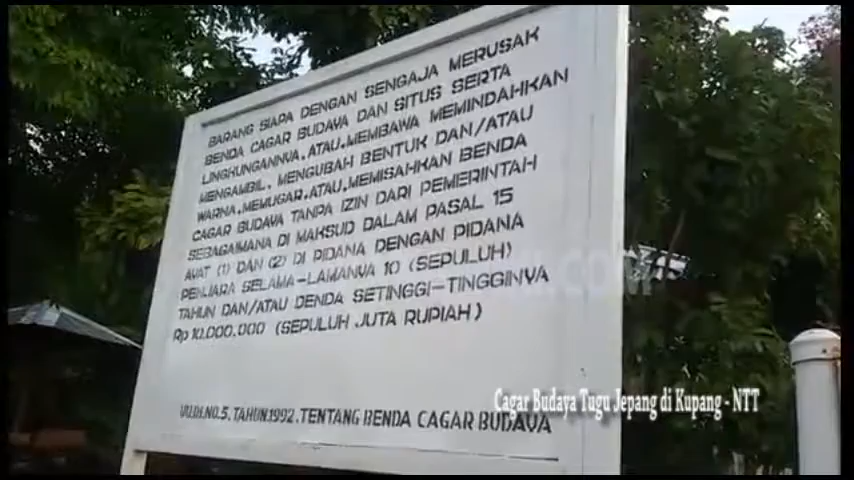 BARANG SIAPA DENGAN SENGAJA MERUSAK
BENDA CAGAR BUDAYA DAN SITUS SERTA
LINGKUNGANNYA.ATAU.MEMBAWA MEMINDAHKAN
MENGAMBIL. MENGUBAH BENTUK DAN/ATAU
WARNA.MEMUGAR.ATAU.MEMISAHKAN BENDA
CAGAR BUDAYA TANPA IZIN DARI PEMERINTAH
SEBAGAIMANA DI MAKSUD DALAM PASAL 15
AYAT (1) DAN (2) DI PIDANA DENGAN PIDANA
PENJARA SELAMA-LAMANYA 10 (SEPULUH)
TAHUN DAN/ATAU DENDA SETINGGI-TINGGINYA
Rp 10.000.000 (SEPULUH JUTA RUPIAH)
UU.RI.NO.5. TAHUN.1992.TENTANG BENDA CAGAR BUDAYA
Cagar Budaya Tugu Jepang di Kupang - NTT